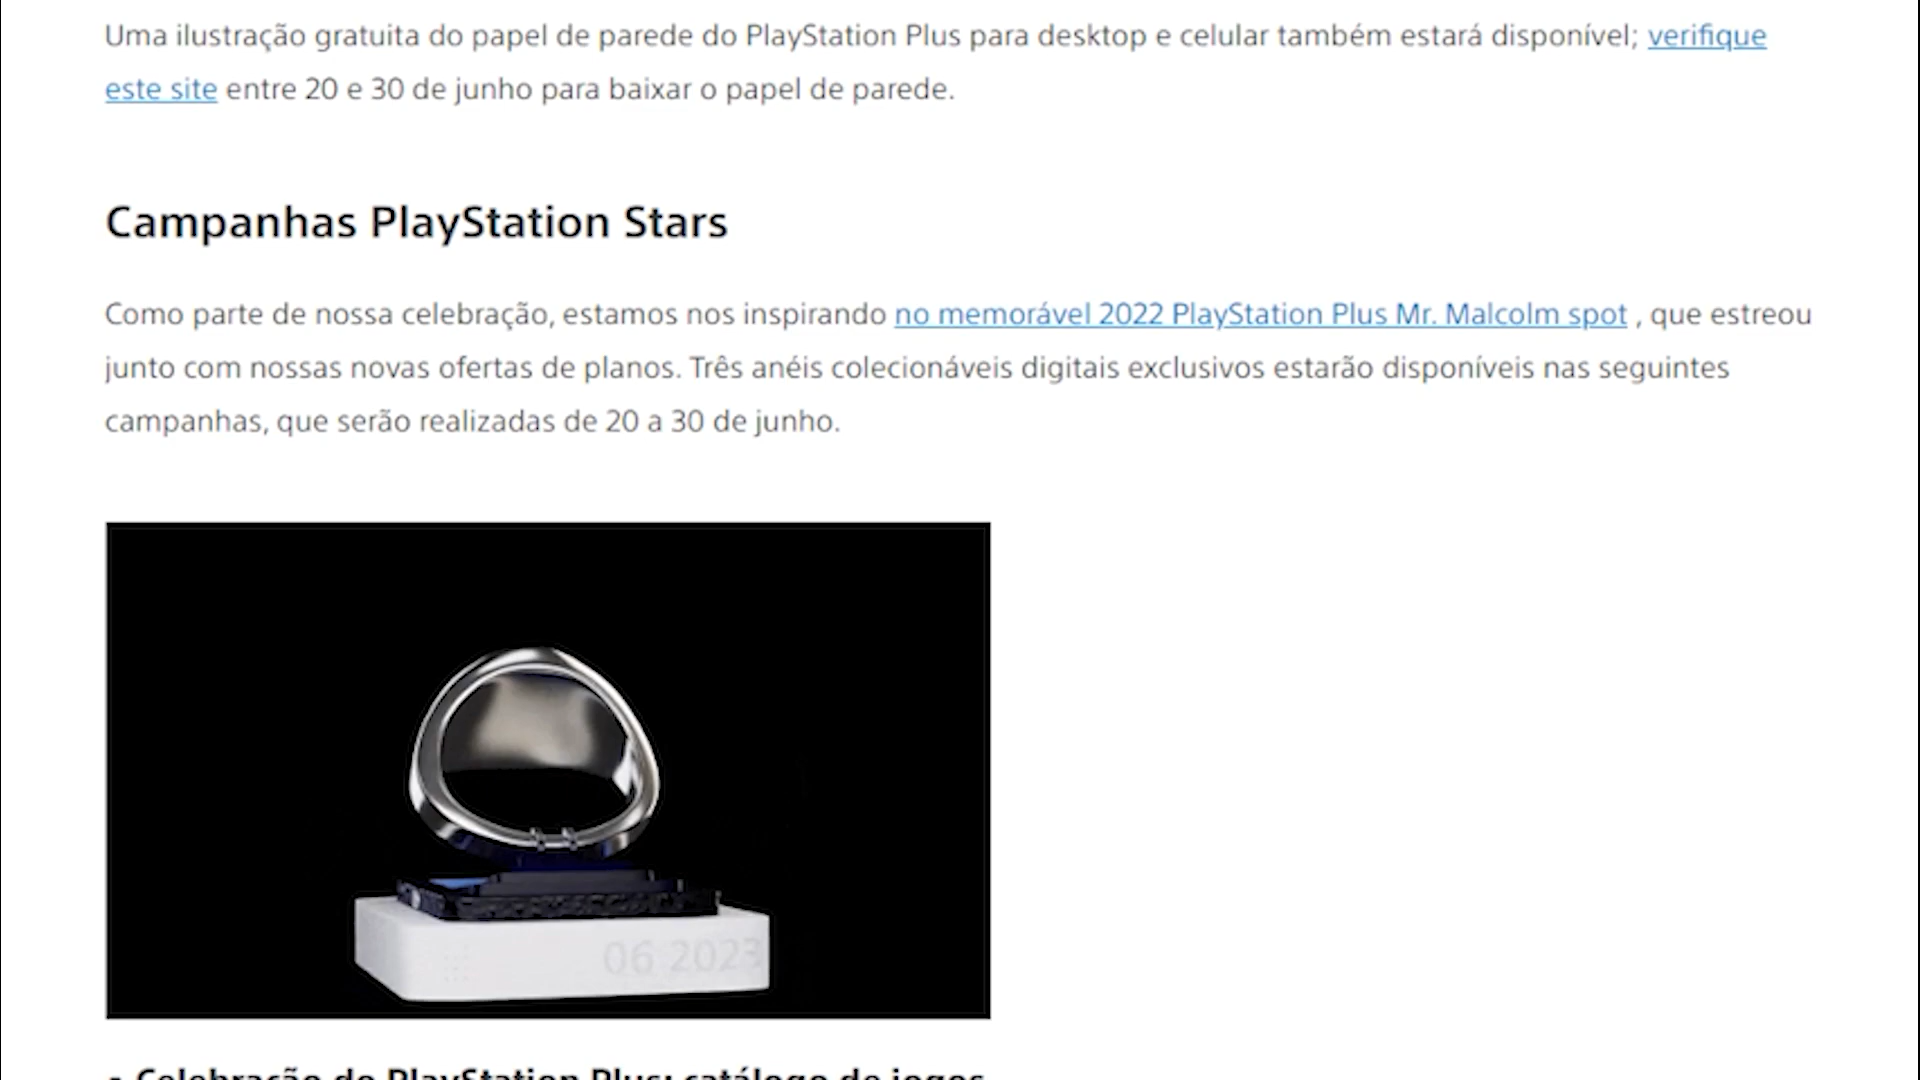 Uma ilustração gratuita do papel de parede do PlayStation Plus para desktop e celular também estará disponível; verifique
este site entre 20 e 30 de junho para baixar o papel de parede.
Campanhas PlayStation Stars
Como parte de nossa celebração, estamos nos inspirando no memorável 2022 PlayStation Plus Mr. Malcolm spot , que estreou
junto com nossas novas ofertas de planos. Três anéis colecionáveis digitais exclusivos estarão disponíveis nas seguintes
campanhas, que serão realizadas de 20 a 30 de junho.
06 2023
Celebração do PlayStation Plus: catálogo de jogos